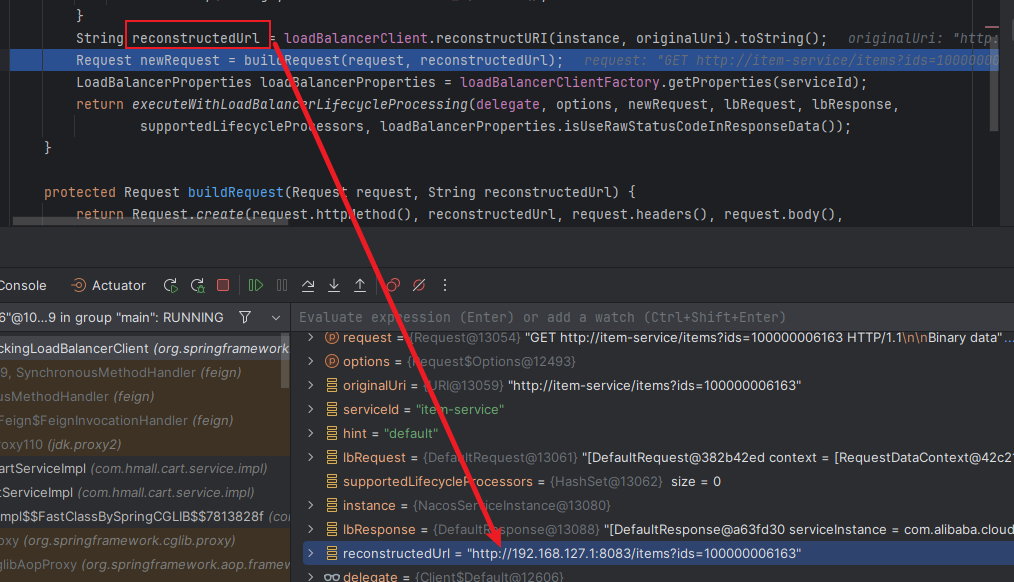 }
String reconstructedUrl = loadBalancerClient.reconstructURI(instance, originalUri).toString(); originalUri: "http:
Request newRequest = buildRequest(request, reconstructedUrl); request: "GET http://item-service/items?ids=100000000
LoadBalancerProperties loadBalancerProperties = loadBalancerClientFactory.getProperties(serviceId);
return executeWithLoadBalancerLifecycleProcessing(delegate, options, newRequest, lbRequest, lbResponse,
supportedLifecycleProcessors, loadBalancerProperties.isUseRawStatusCodeInResponseData());
}
protected Request buildRequest(Request request, String reconstructedUrl) {
return Request.create(request.httpMethod(), reconstructedUrl, request.headers(), request.body(),
Console Actuator
6"@10...9 in group "main": RUNNING
Evaluate expression (Enter) or add a watch (Ctrl+Shift+Enter)
ckingLoadBalancerClient (org.springframework
9, SynchronousMethodHandler (feign)
usMethodHandler (feign)
Feign$FeignInvocationHandler (feign)
roxy110 (jdk.proxy2)
artServiceImpl (com.hmall.cart.service.impl)
tServiceImpl (com.hmall.cart.service.impl)
mpl$$FastClassBySpringCGLIB$$7813828f (co
oxy (org.springframework.cglib.proxy)
glibAopProxy (org.springframework.aop.framew
request = {Request@13054} "GET http://item-service/items?ids=100000006163 HTTP/1.1\n\nBinary data"...
options = {Request$Options@12493}
originalUri = {URI@13059} "http://item-service/items?ids=100000006163"
serviceId = "item-service"
hint = "default"
lbRequest = {DefaultRequest@13061} "[DefaultRequest@382b42ed context = [RequestDataContext@42c21
supportedLifecycleProcessors = {HashSet@13062} size = 0
instance = {NacosServiceInstance@13080}
lbResponse = {DefaultResponse@13088} "[DefaultResponse@a63fd30 serviceInstance = com.alibaba.cloud
reconstructedUrl = "http://192.168.127.1:8083/items?ids=100000006163"
delegate = {Client$Default@12606}